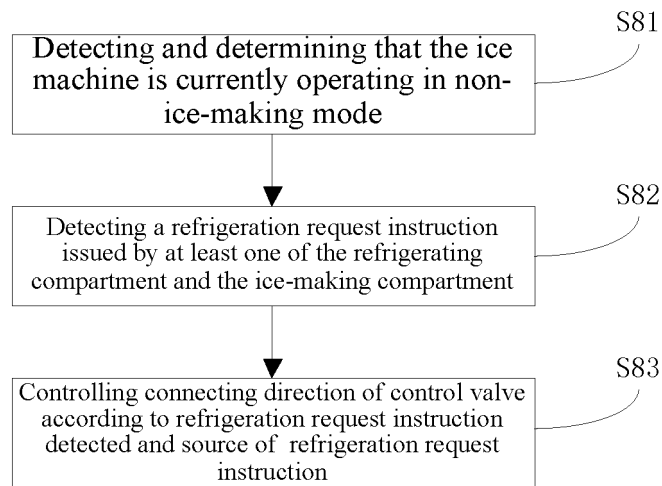 S81
Detecting and determining that the ice
machine is currently operating in non-
ice-making mode
S82
Detecting a refrigeration request instruction
issued by at least one of the refrigerating
compartment and the ice-making compartment
S83
Controlling connecting direction of control valve
according to refrigeration request instruction
detected and source of refrigeration request
instruction